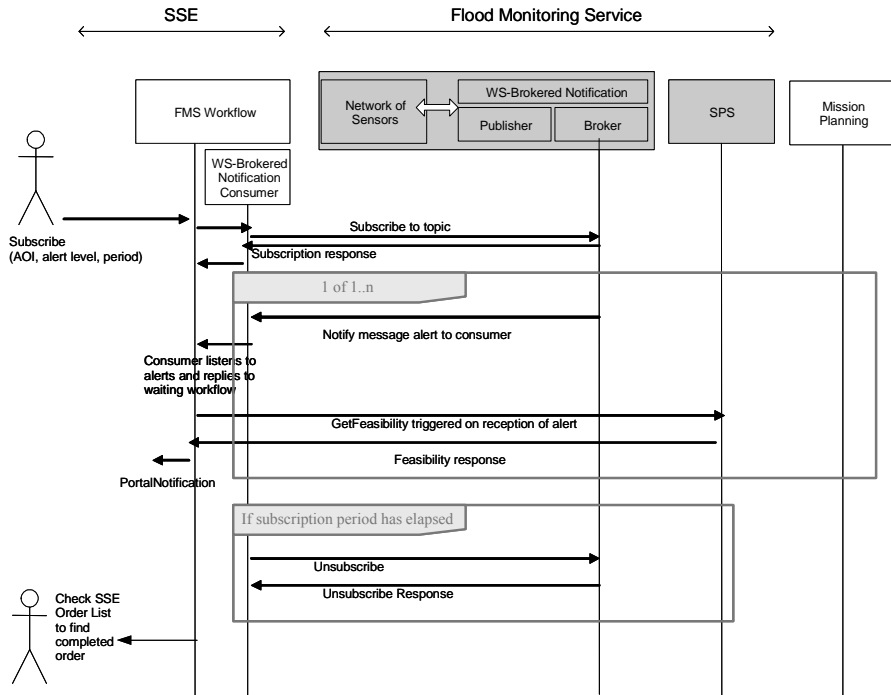 SSE
Flood Monitoring Service
FMS Workflow
Network of
Sensors
WS-Brokered Notification
Publisher
Broker
SPS
Mission
Planning
WS-Brokered
Notification
Consumer
Subscribe
(AOI, alert level, period)
Subscribe to topic
Subscription response
1 of 1..n
Notify message alert to consumer
Consumer listens to
alerts and replies to
waiting workflow
GetFeasibility triggered on reception of alert
Feasibility response
PortalNotification
If subscription period has elapsed
Unsubscribe
Unsubscribe Response
Check SSE
Order List
to find
completed
order